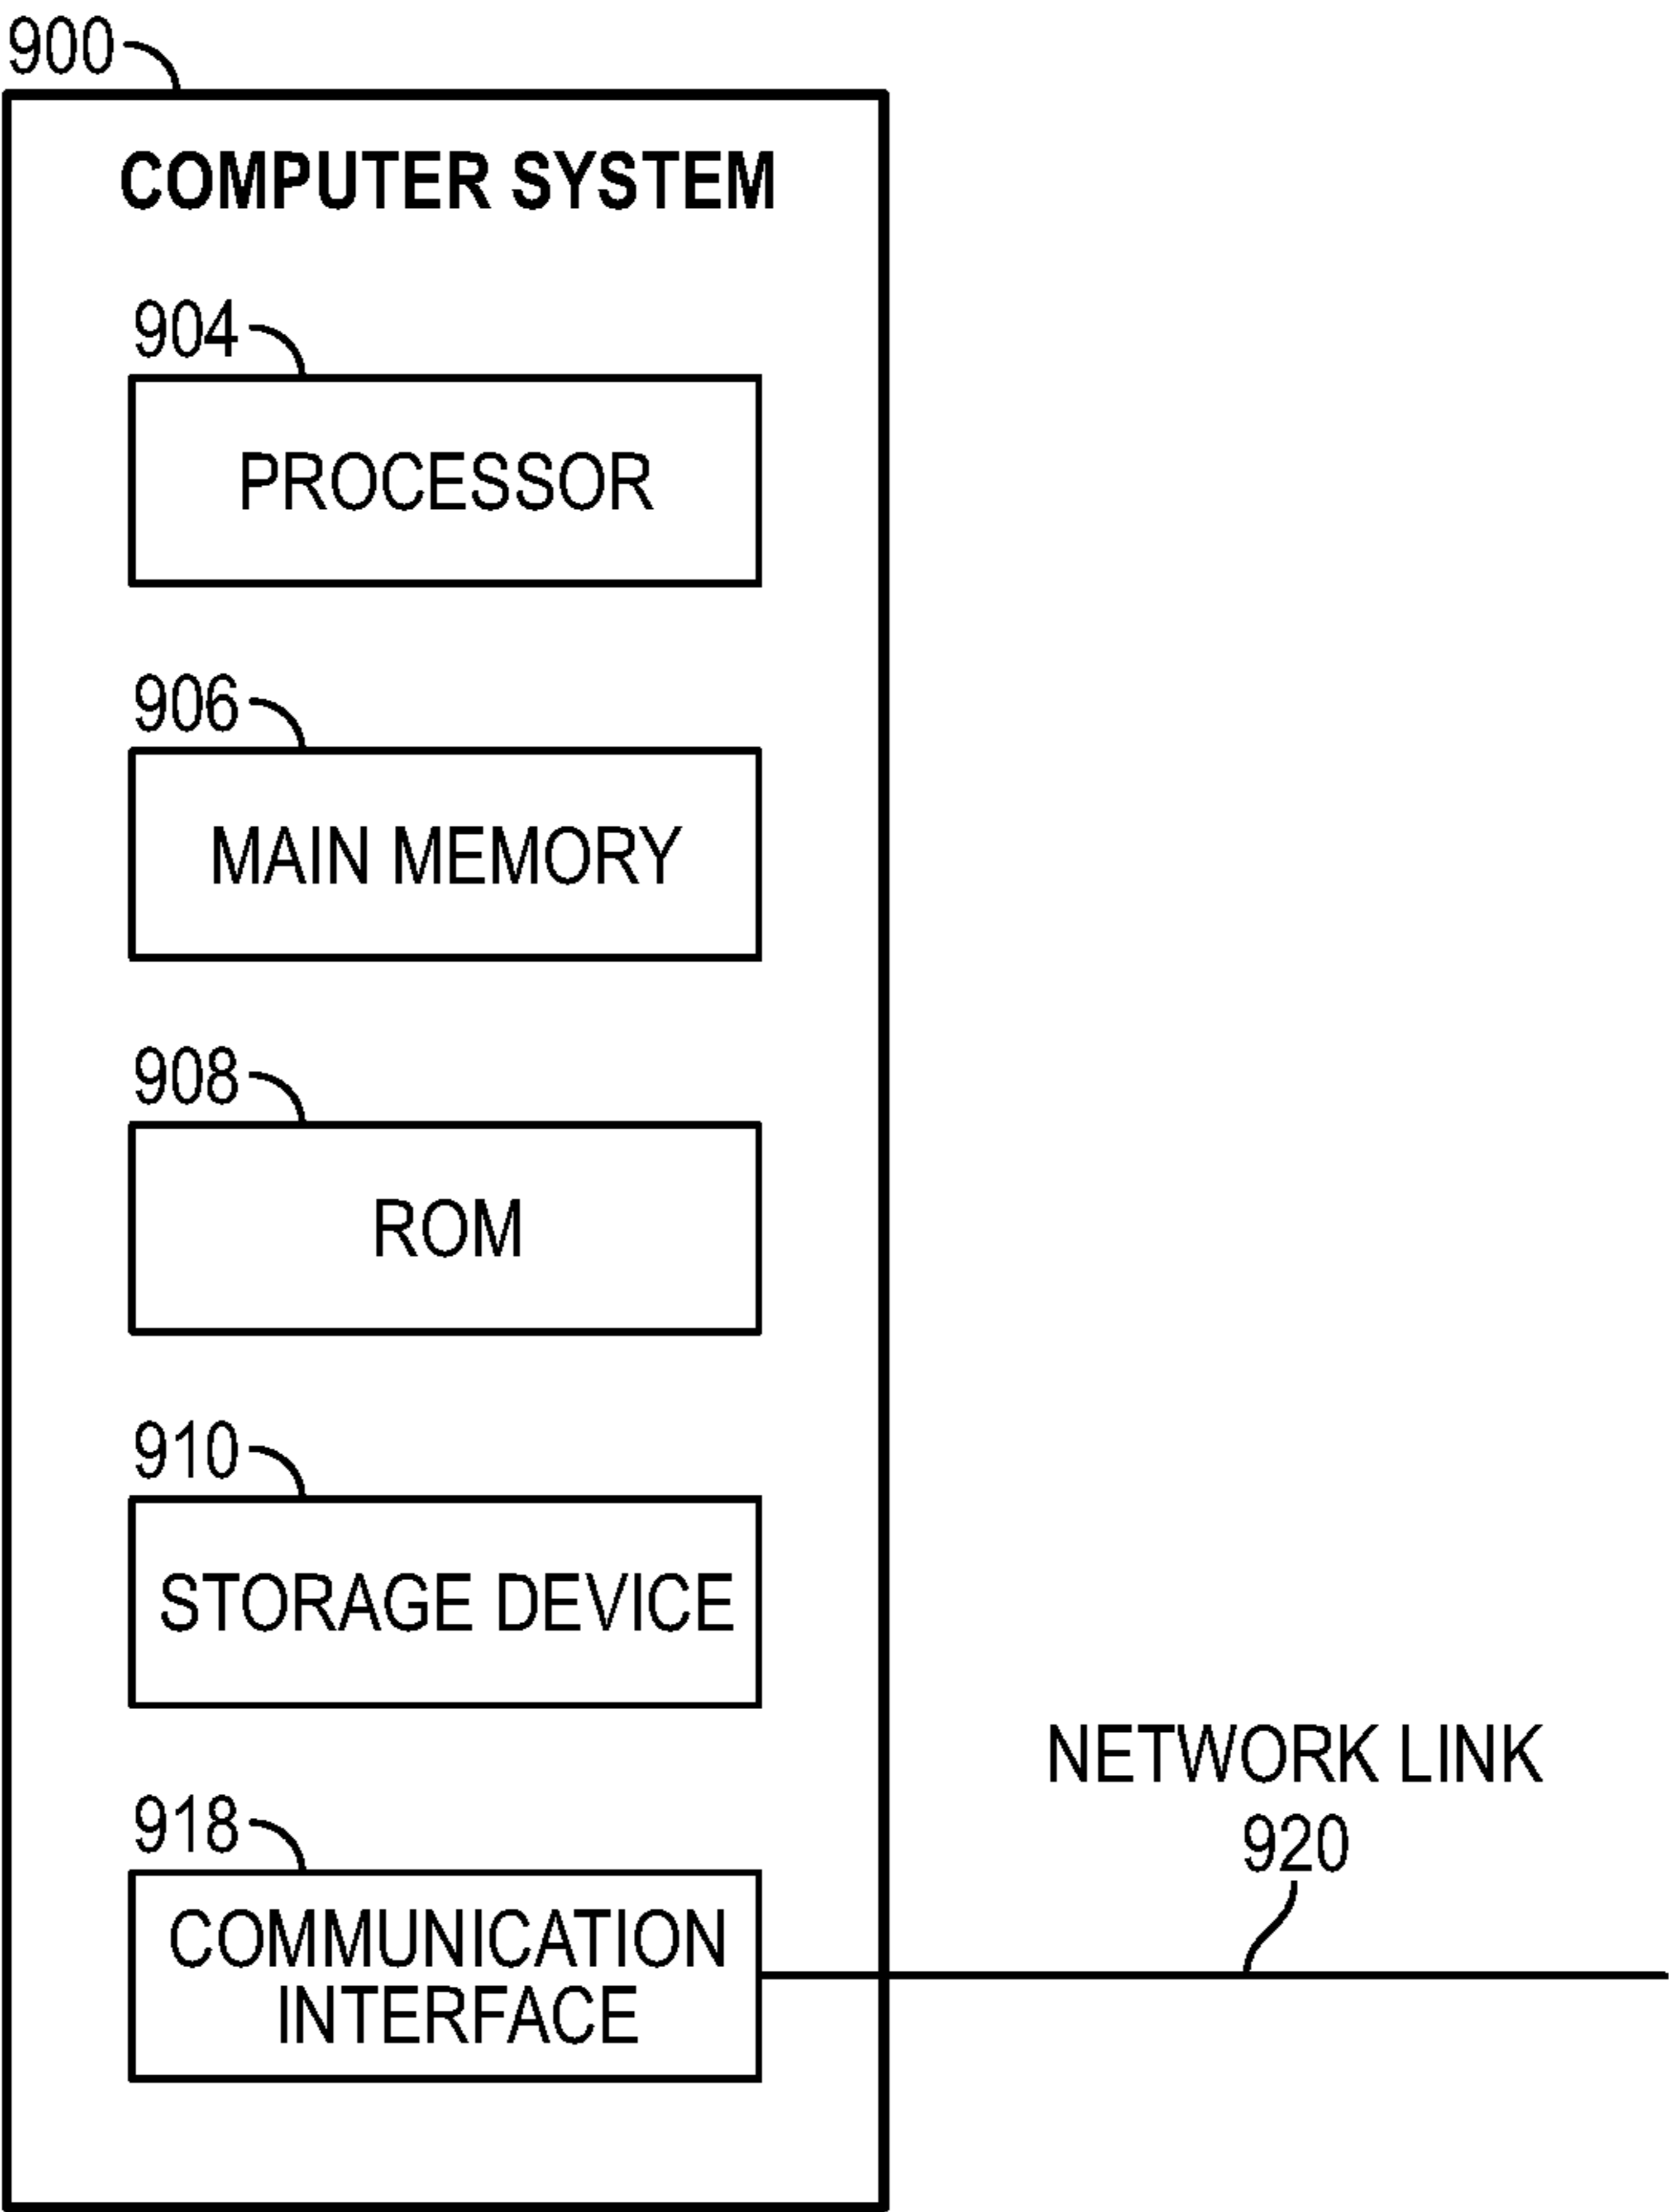 900
COMPUTER SYSTEM
904
PROCESSOR
906
MAIN MEMORY
908
ROM
910
STORAGE DEVICE
NETWORK LINK
920
918
COMMUNICATION
INTERFACE